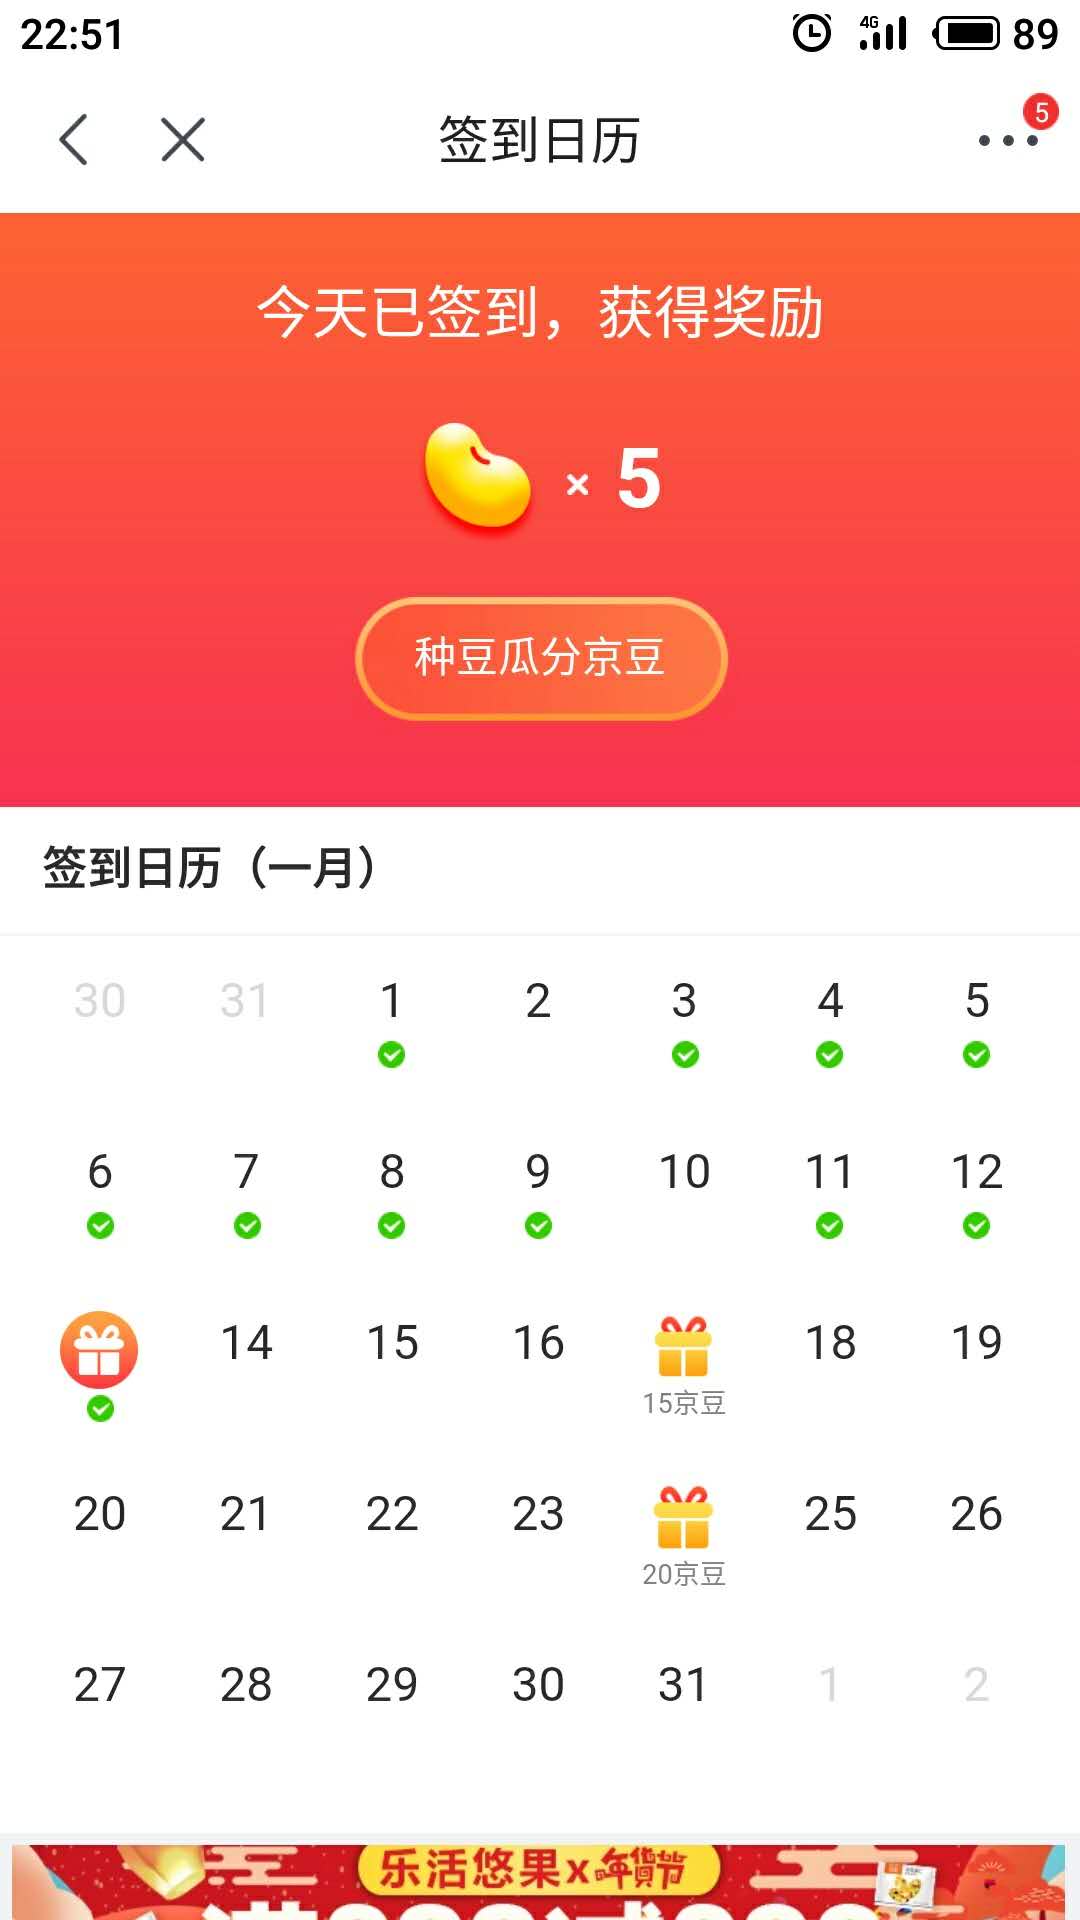 22:51 4G 89
签到日历 5
今天已签到，获得奖励
× 5
种豆瓜分京豆
签到日历（一月）
30 31 1 2 3 4 5
6 7 8 9 10 11 12
14 15 16 18 19
15京豆
20 21 22 23 25 26
20京豆
27 28 29 30 31 1 2
乐活悠果x年货节